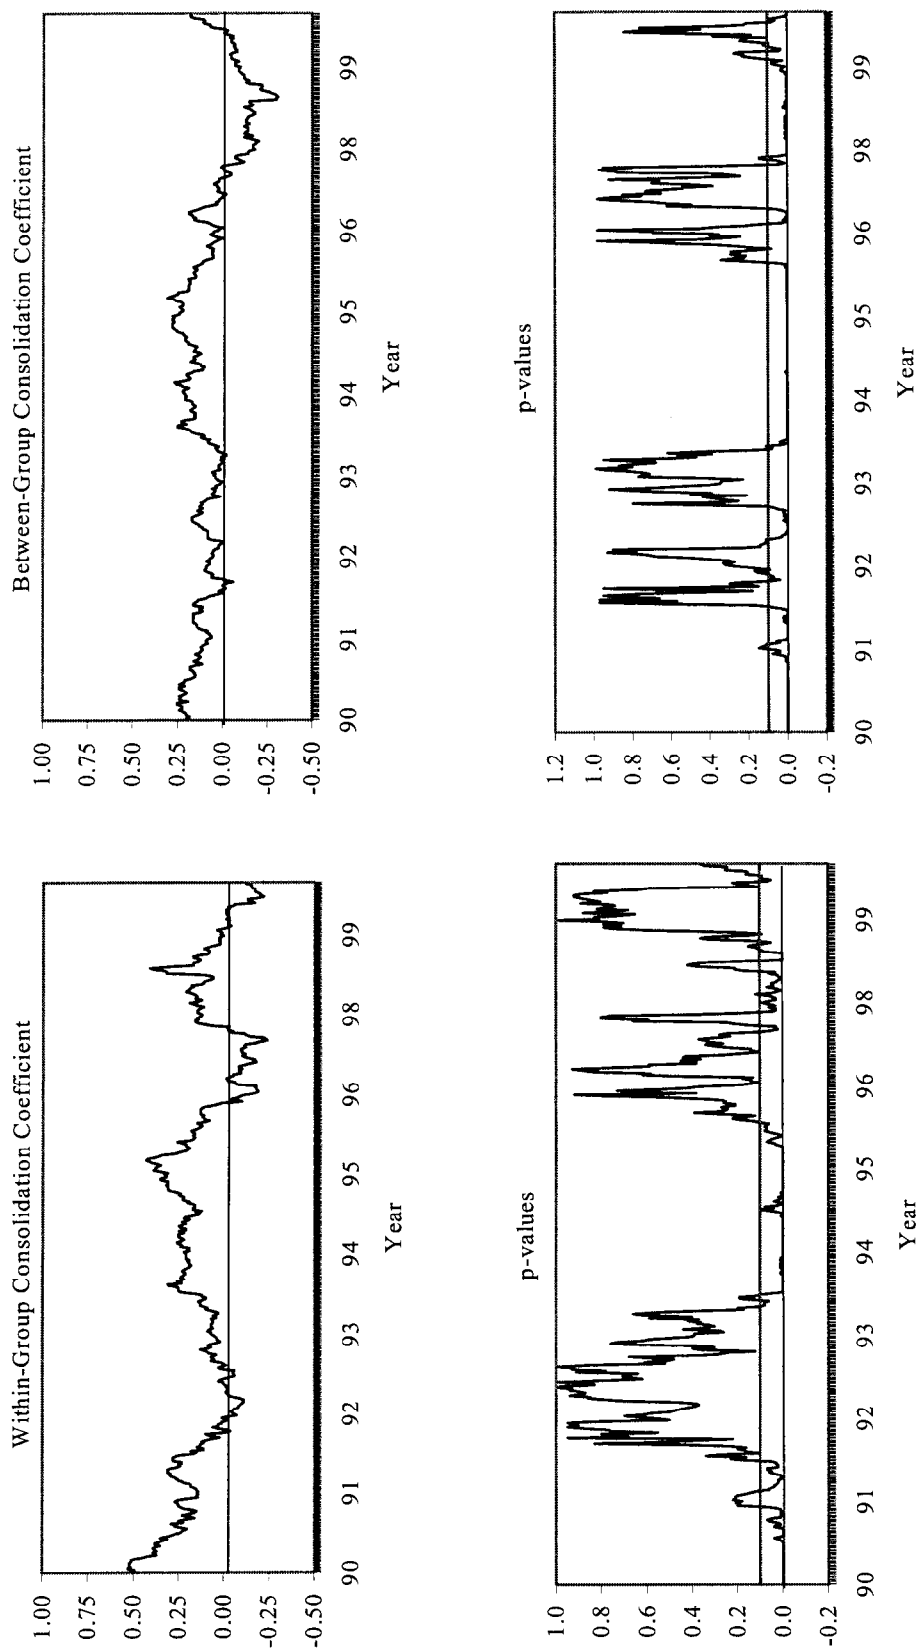 Within-Group Consolidation Coefficient
1.00
0.75
0.50
0.25
0.00
-0.25
-0.50
90 91 92 93 94 95 96 98 99
Year
Between-Group Consolidation Coefficient
1.00
0.75
0.50
0.25
0.00
-0.25
-0.50
90 91 92 93 94 95 96 98 99
Year
p-values
1.0
0.8
0.6
0.4
0.2
0.0
-0.2
90 91 92 93 94 95 96 98 99
Year
p-values
1.2
1.0
0.8
0.6
0.4
0.2
0.0
-0.2
90 91 92 93 94 95 96 98 99
Year